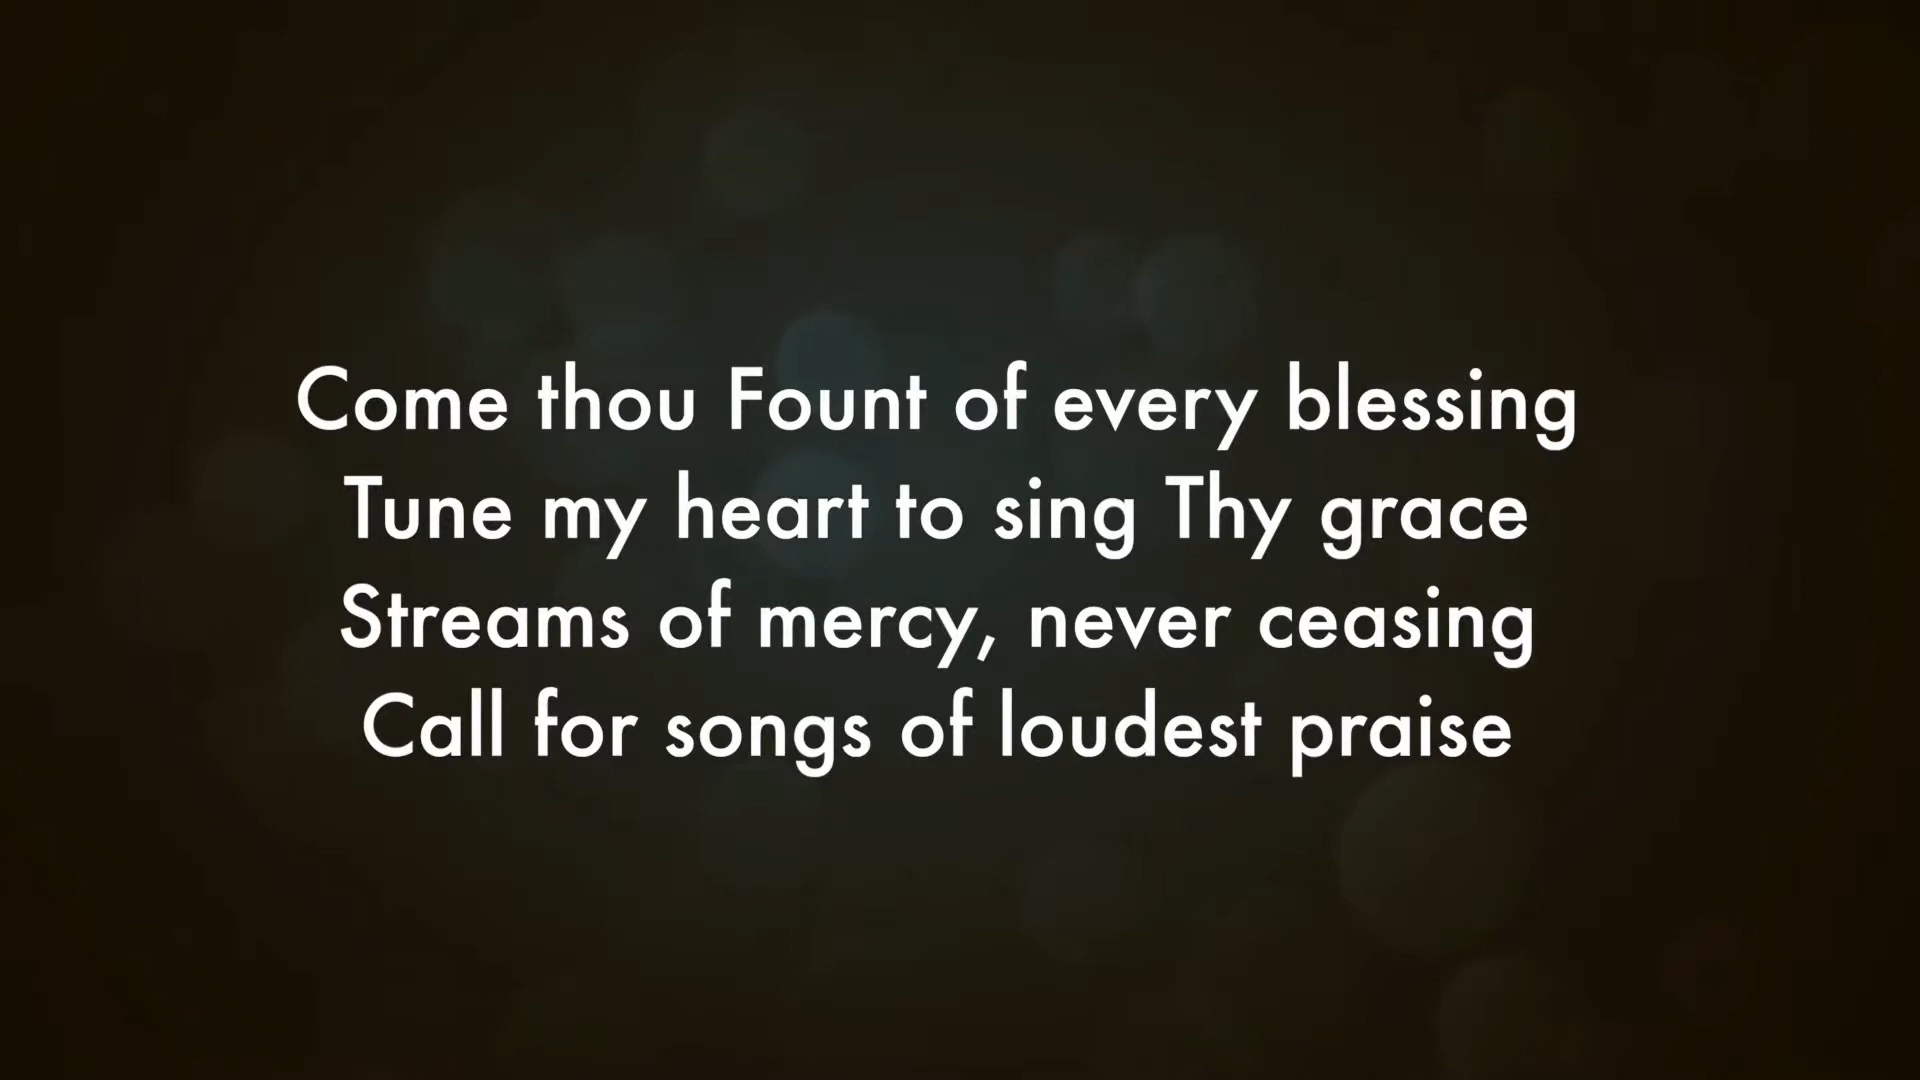 Come thou Fount of every blessing
Tune my heart to sing Thy grace
Streams of mercy, never ceasing
Call for songs of loudest praise